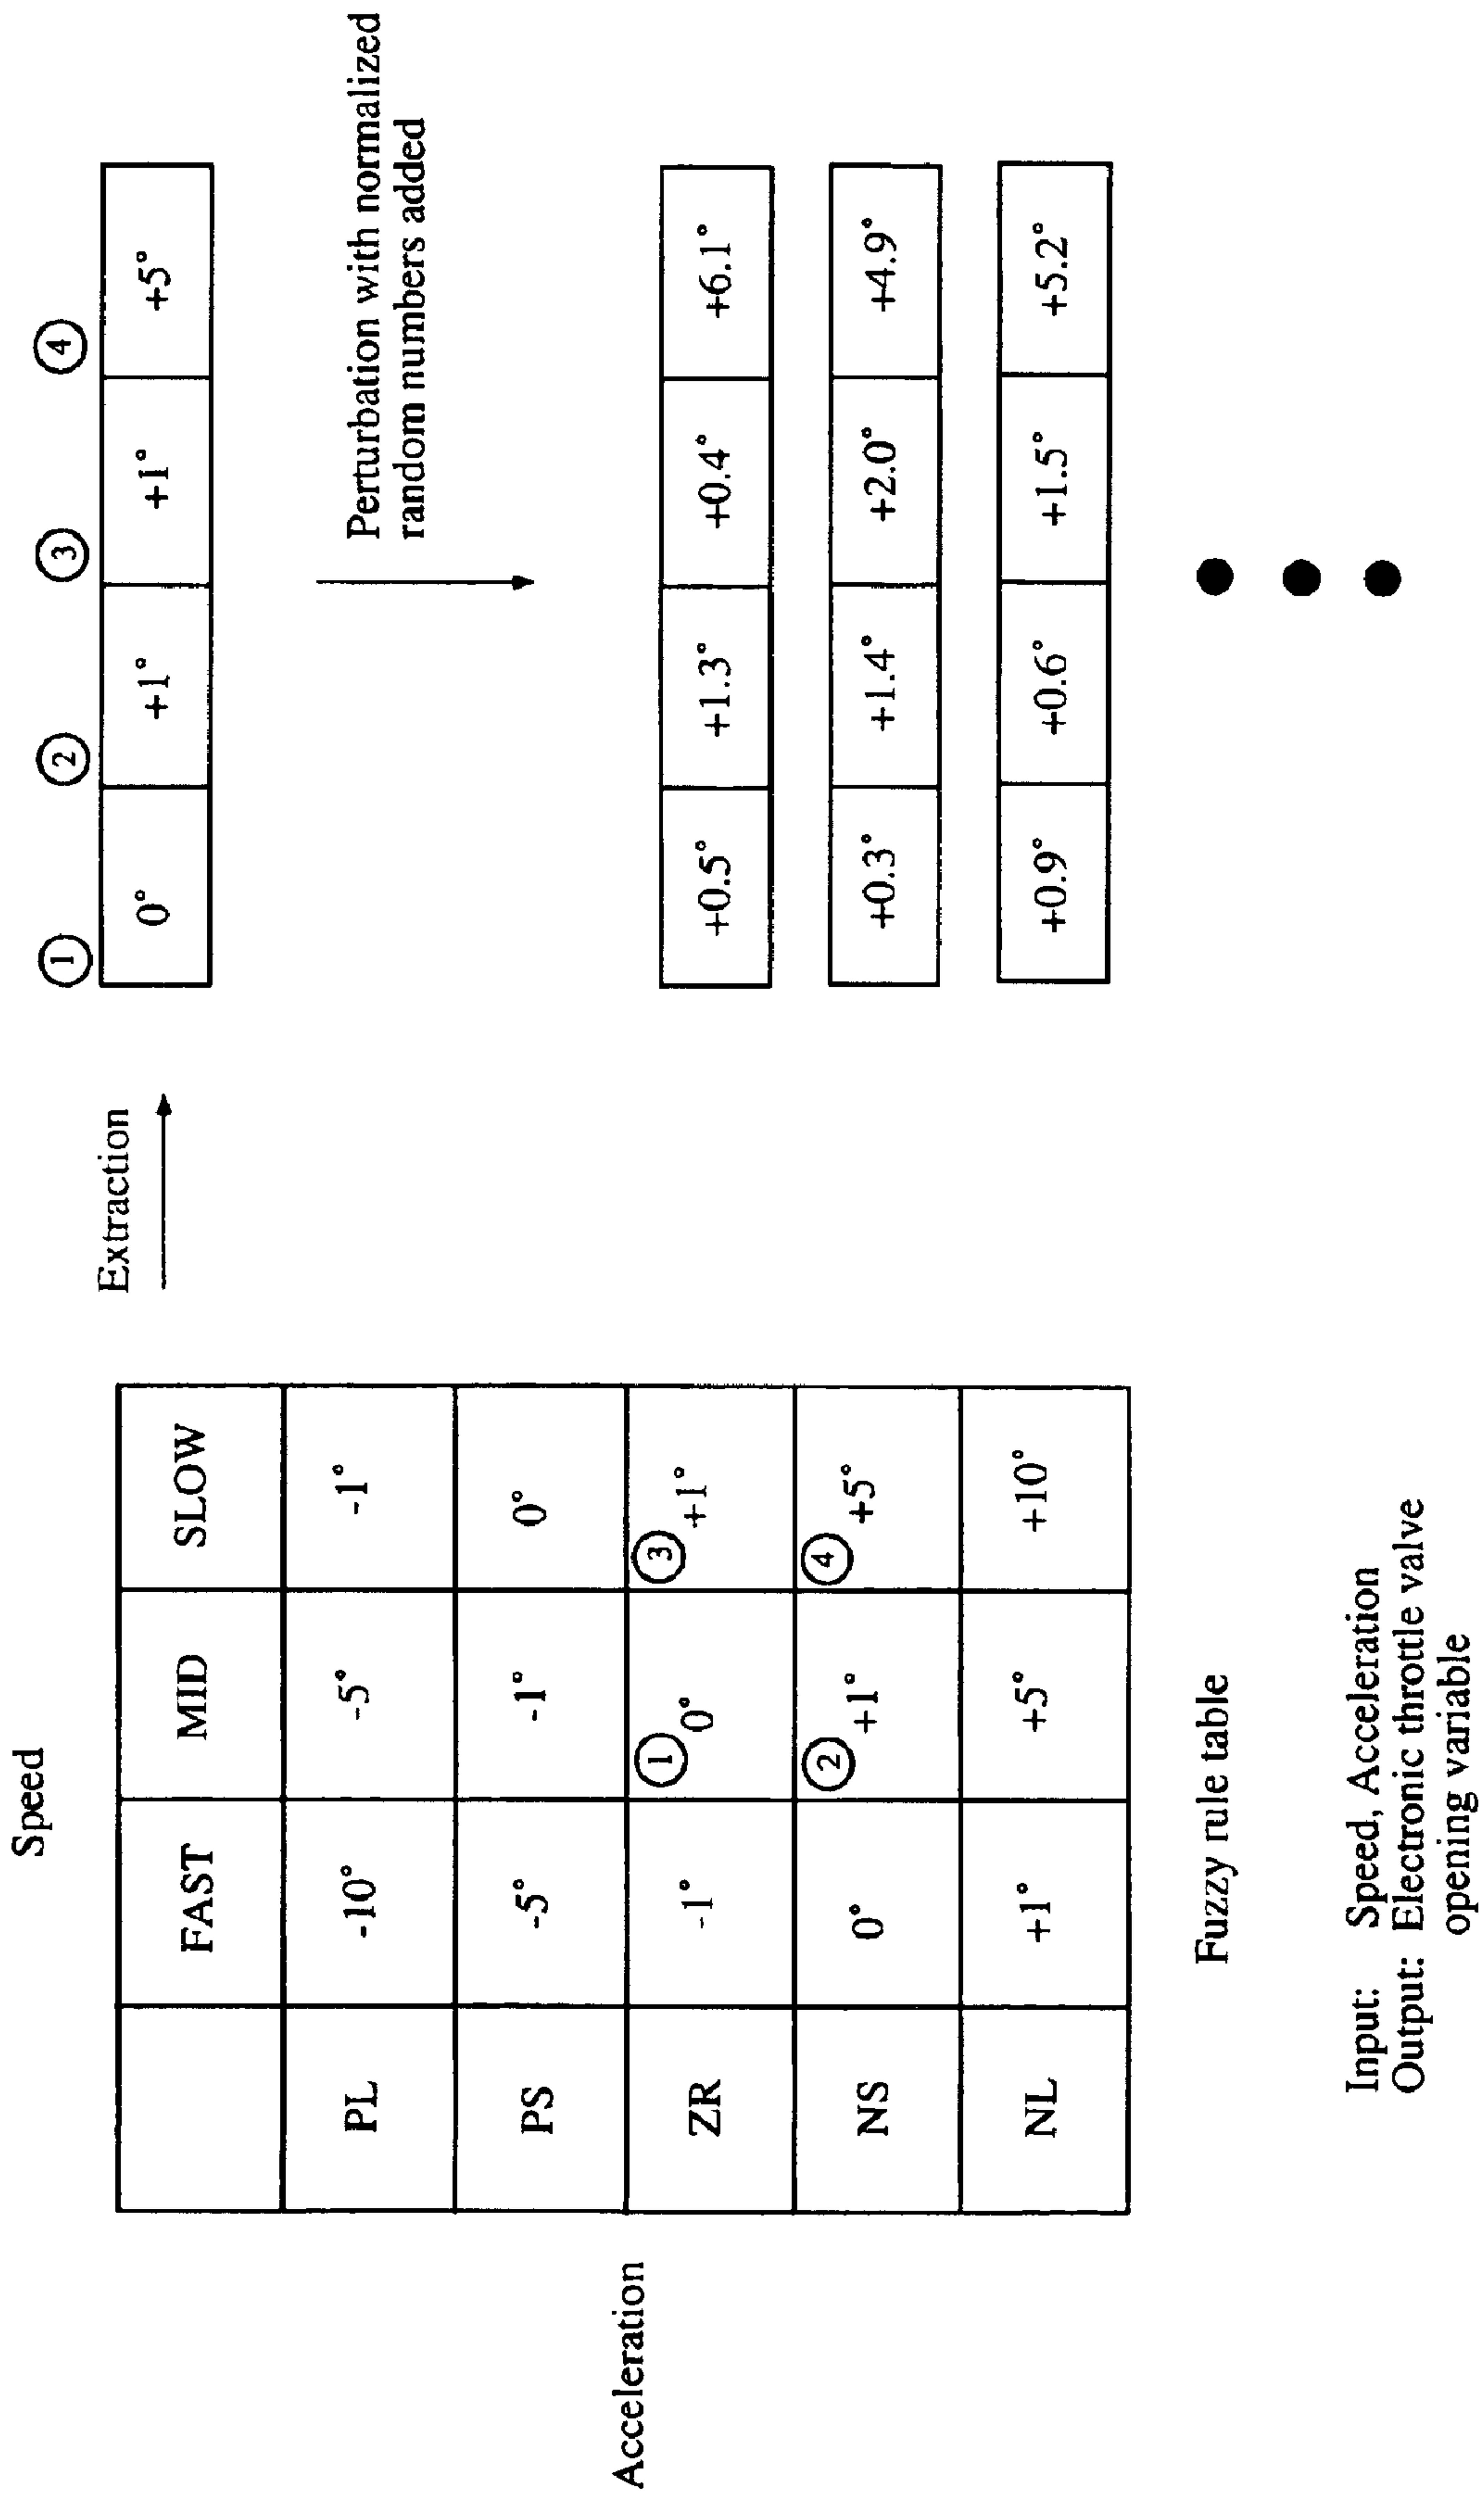 Speed
FAST MID SLOW
PL -10° -5° -1°
PS -5° -1° 0°
Acceleration
ZR -1° ① 0° ③ +1°
NS 0° ② +1° ④ +5°
NL +1° +5° +10°
Fuzzy rule table
Input: Speed, Acceleration
Output: Electronic throttle valve
opening variable
Extraction
① ② ③ ④
0° +1° +1° +5°
Perturbation with normalized
random numbers added
+0.5° +1.3° +0.4° +6.1°
+0.3° +1.4° +2.0° +4.9°
+0.9° +0.6° +1.5° +5.2°